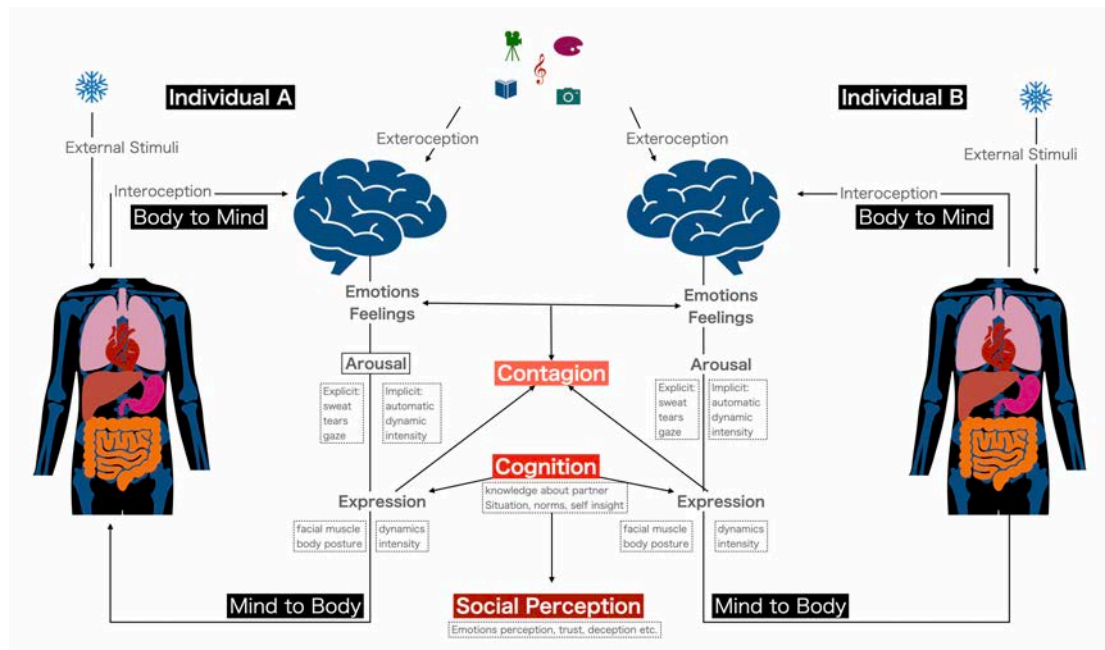 Individual A
Individual B
External Stimuli
External Stimuli
Exteroception
Exteroception
Interoception
Interoception
Body to Mind
Body to Mind
Emotions
Feelings
Emotions
Feelings
Arousal
Contagion
Arousal
Explicit:
sweat
tears
gaze
Implicit:
automatic
dynamic
intensity
Explicit:
sweat
tears
gaze
Implicit:
automatic
dynamic
intensity
Cognition
knowledge about partner
Situation, norms, self insight
Expression
Expression
facial muscle
body posture
dynamics
intensity
facial muscle
body posture
dynamics
intensity
Mind to Body
Social Perception
Mind to Body
Emotions perception, trust, deception etc.